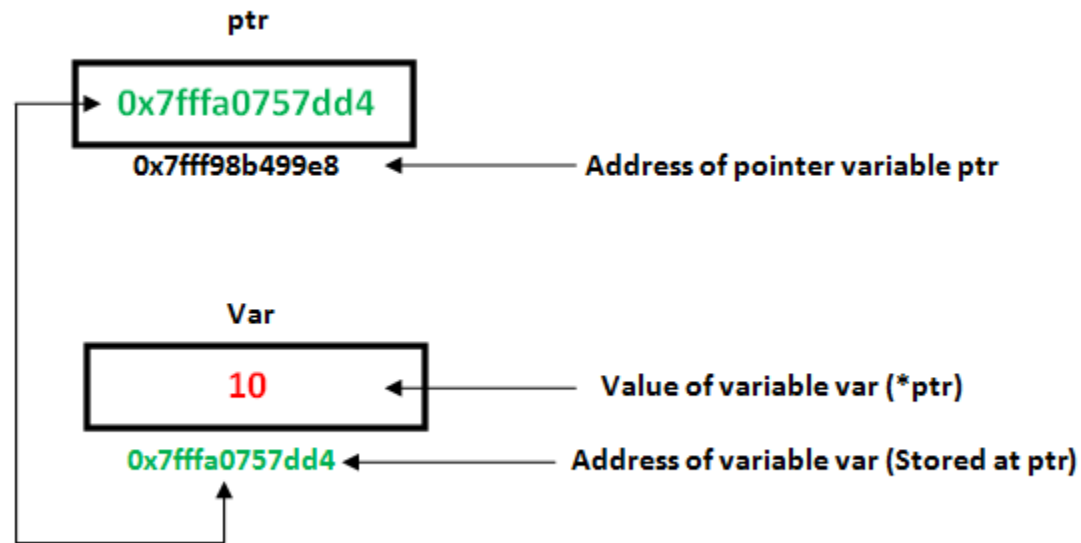 ptr
0x7fffa0757dd4
0x7fff98b499e8
Address of pointer variable ptr
Var
10
Value of variable var (*ptr)
0x7fffa0757dd4
Address of variable var (Stored at ptr)